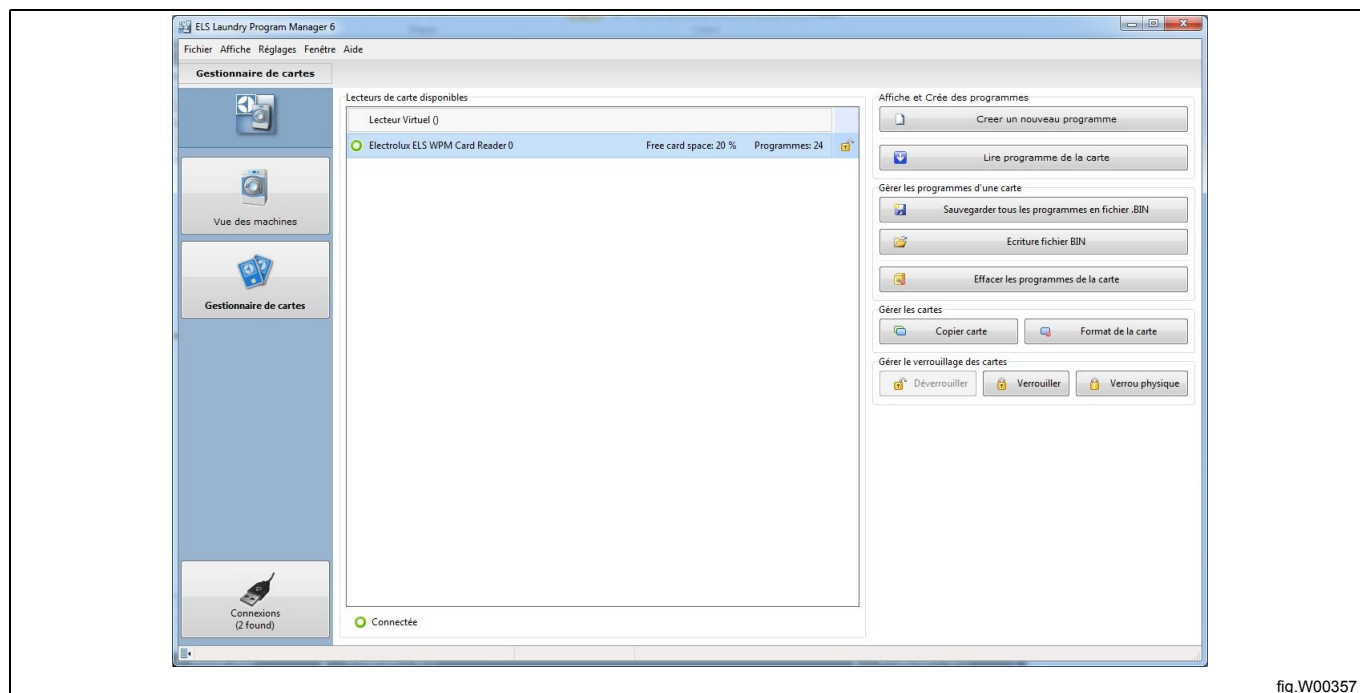 ELS Laundry Program Manager 6
Fichier Affiche Réglages Fenêtre Aide
Gestionnaire de cartes
Vue des machines
Gestionnaire de cartes
Connexions
(2 found)
Lecteurs de carte disponibles
Lecteur Virtuel ()
Electrolux ELS WPM Card Reader 0 Free card space: 20 % Programmes: 24
Connectée
Affiche et Crée des programmes
Creer un nouveau programme
Lire programme de la carte
Gérer les programmes d'une carte
Sauvegarder tous les programmes en fichier .BIN
Ecriture fichier BIN
Effacer les programmes de la carte
Gérer les cartes
Copier carte Format de la carte
Gérer le verrouillage des cartes
Déverrouiller Verrouiller Verrou physique
fig.W00357